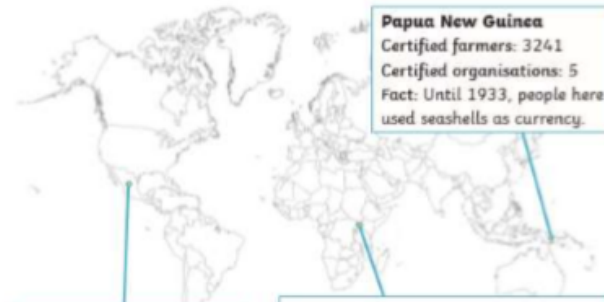 Papua New Guinea
Certified farmers: 3241
Certified organisations: 5
Fact: Until 1933, people here
used seashells as currency.